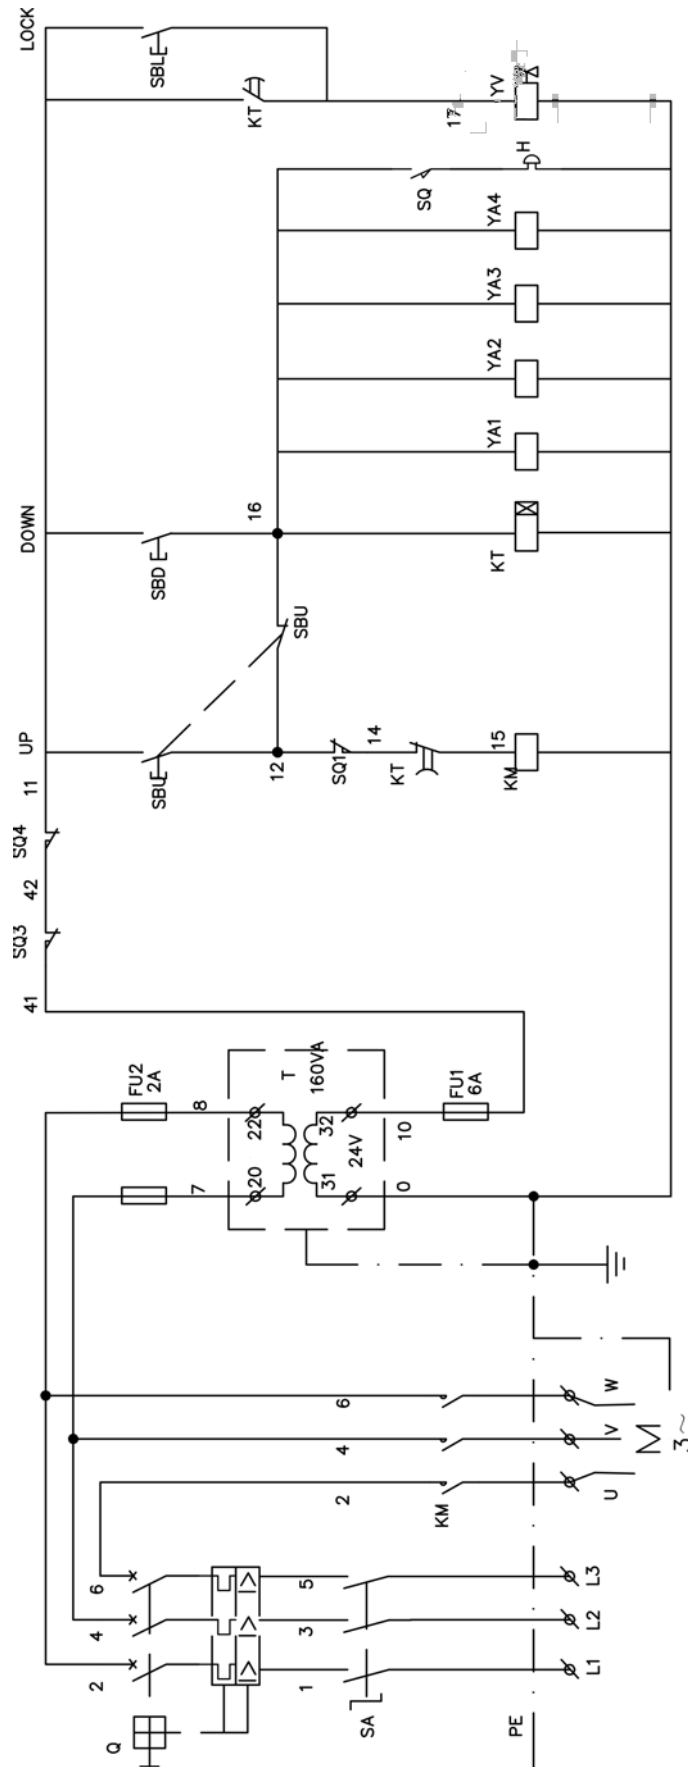 LOCK
SBL
KT
17
YV
H
SQ
YA4
YA3
YA2
YA1
DOWN
16
SBD
KT
SBU
UP
11
SBU
12
SQ1
14
KT
15
KM
SQ4
42
SQ3
41
FU2
2A
8
22
T
160VA
32
24V
10
FU1
6A
7
20
31
0
6
W
4
V
M
3~
2
KM
U
6
5
L3
4
3
L2
2
1
L1
Q
SA
PE